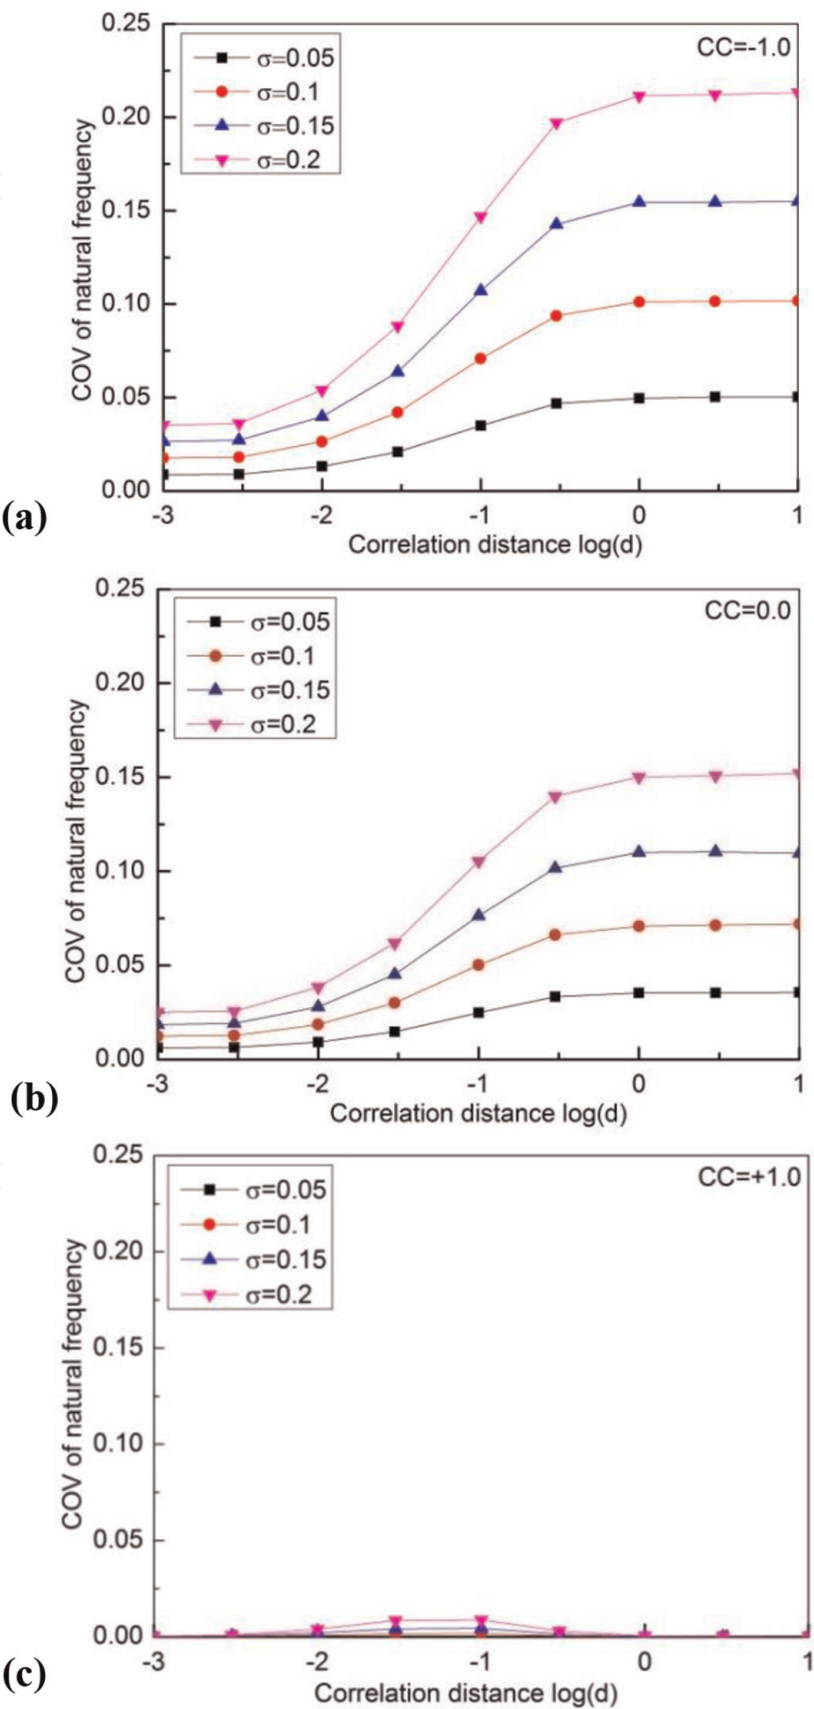 0.25
CC=-1.0
σ=0.05
σ=0.1
0.20
σ=0.15
σ=0.2
0.15
0.10
0.05
0.00
COV of natural frequency
-3 -2 -1 0 1
(a)
Correlation distance log(d)
0.25
CC=0.0
σ=0.05
σ=0.1
0.20
σ=0.15
σ=0.2
0.15
0.10
0.05
0.00
COV of natural frequency
-3 -2 -1 0 1
(b)
Correlation distance log(d)
0.25
CC=+1.0
σ=0.05
σ=0.1
0.20
σ=0.15
σ=0.2
0.15
0.10
0.05
0.00
COV of natural frequency
-3 -2 -1 0 1
(c)
Correlation distance log(d)